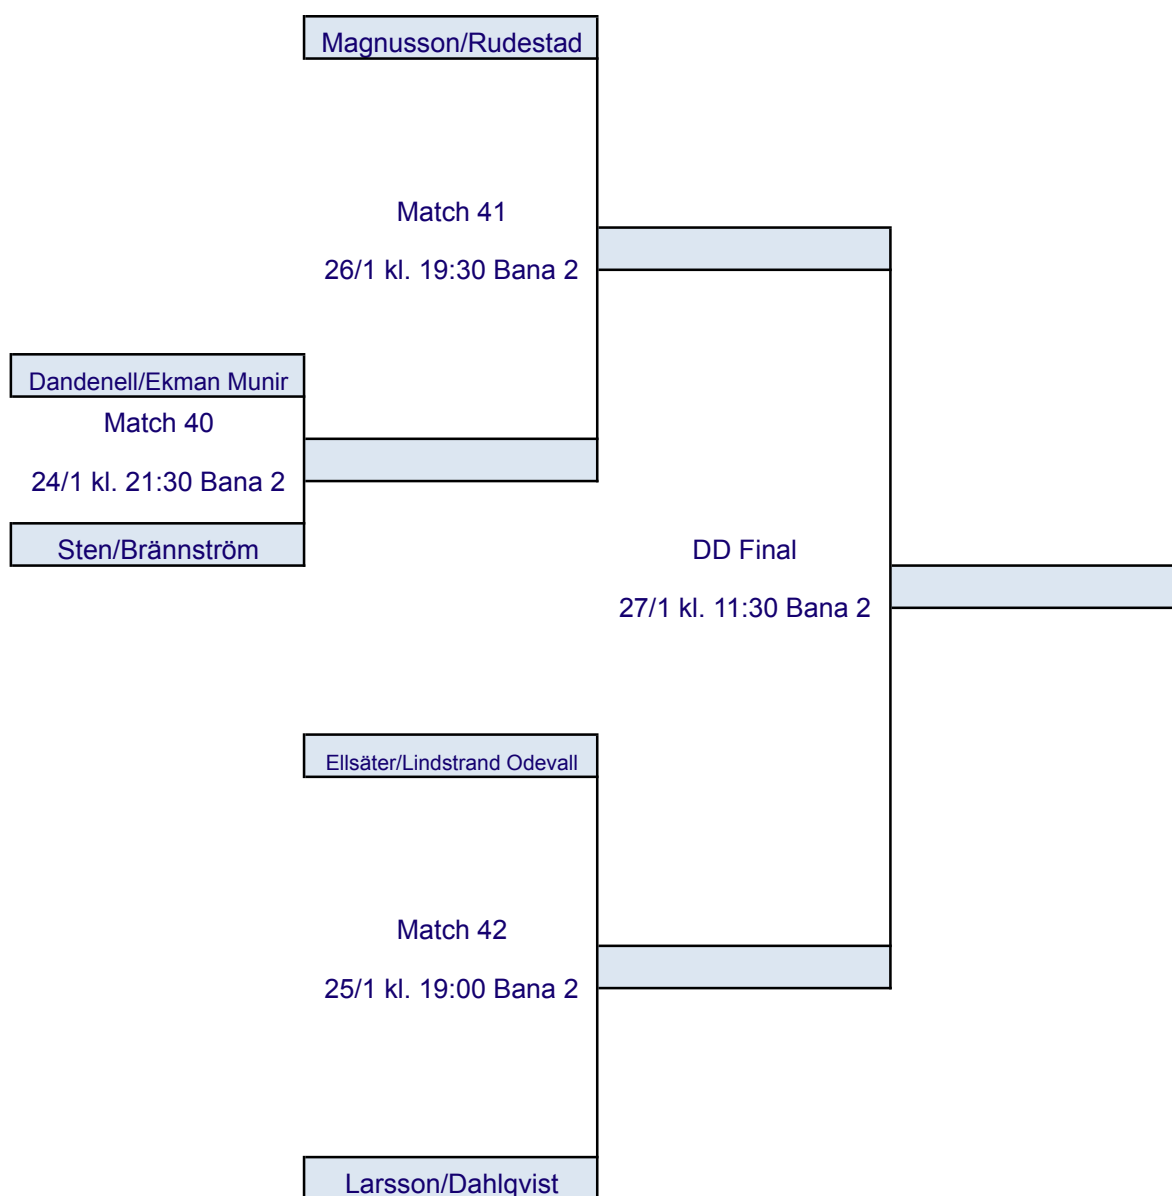 Magnusson/Rudestad
Match 41
26/1 kl. 19:30 Bana 2
Dandenell/Ekman Munir
Match 40
24/1 kl. 21:30 Bana 2
Sten/Brännström
DD Final
27/1 kl. 11:30 Bana 2
Ellsäter/Lindstrand Odevall
Match 42
25/1 kl. 19:00 Bana 2
Larsson/Dahlqvist